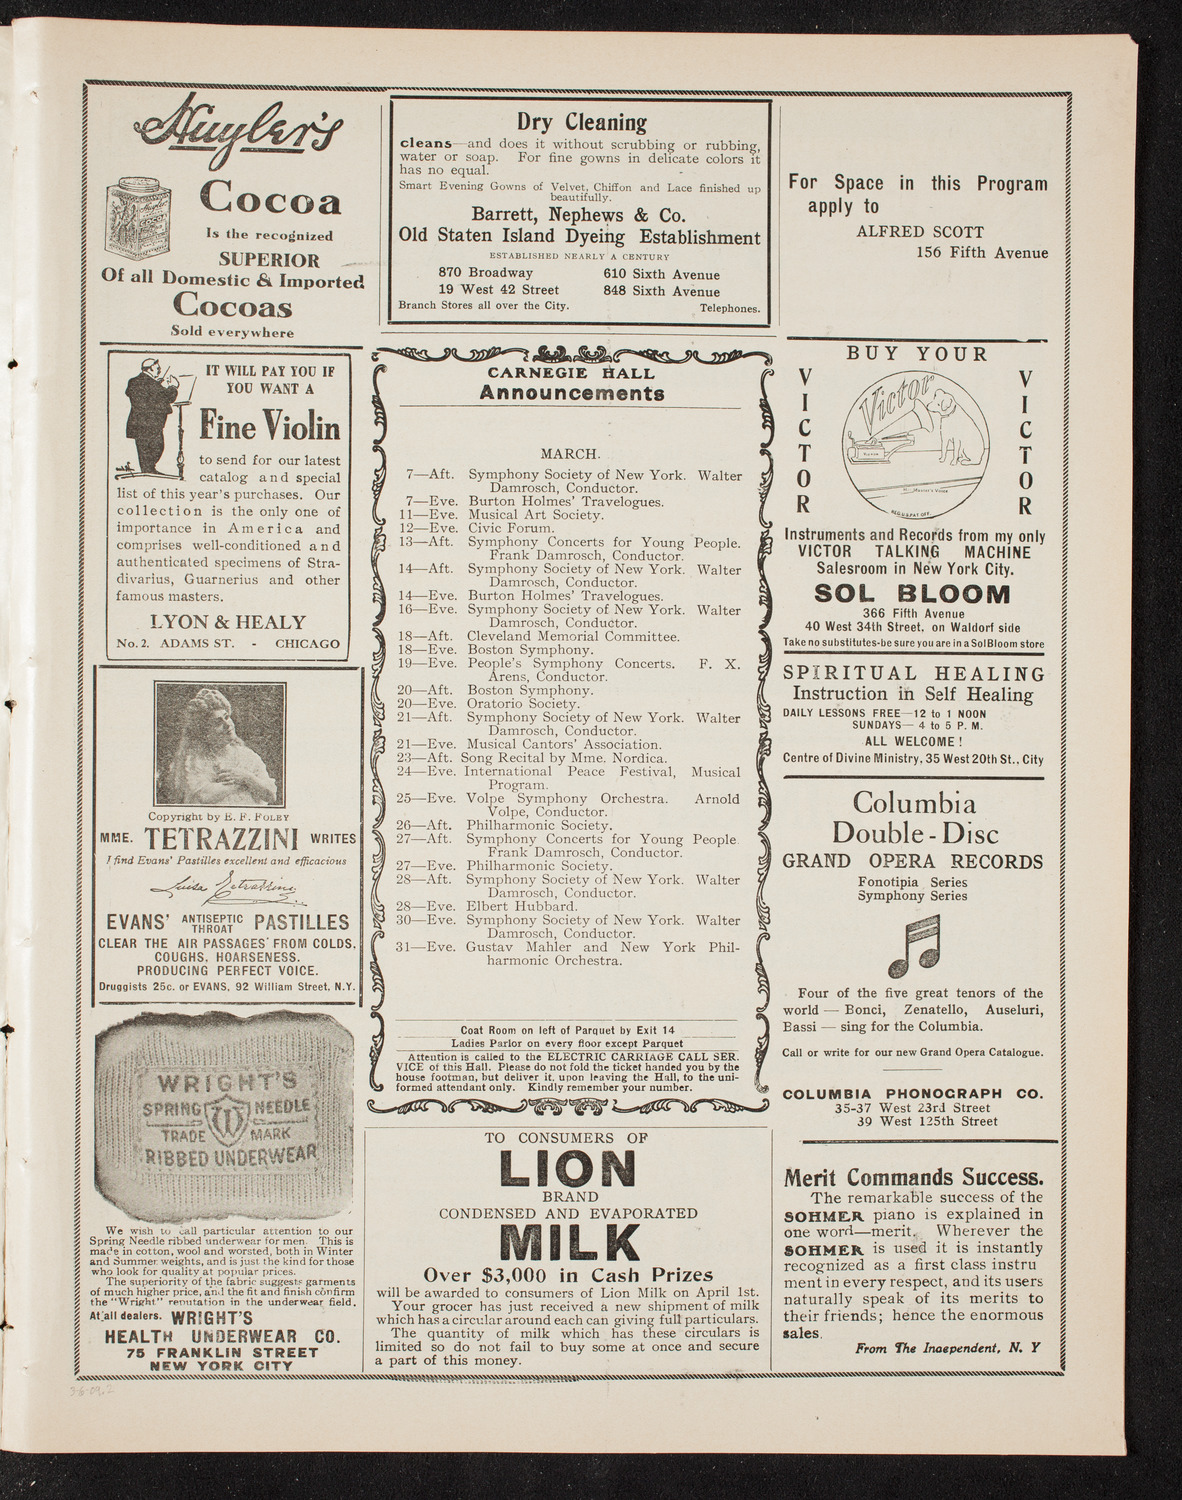 Huyler's
Cocoa
Is the recognized
SUPERIOR
Of all Domestic & Imported
Cocoas
Sold everywhere
IT WILL PAY YOU IF
YOU WANT A
Fine Violin
to send for our latest
catalog and special
list of this year's purchases. Our
collection is the only one of
importance in America and
comprises well-conditioned and
authenticated specimens of Stra-
divarius, Guarnerius and other
famous masters.
LYON & HEALY
No. 2. ADAMS ST. - CHICAGO
Copyright by E. F. FOLEY
MME. TETRAZZINI WRITES
I find Evans' Pastilles excellent and efficacious
Luisa Tetrazzini
EVANS' ANTISEPTIC THROAT PASTILLES
CLEAR THE AIR PASSAGES FROM COLDS,
COUGHS, HOARSENESS.
PRODUCING PERFECT VOICE.
Druggists 25c. or EVANS, 92 William Street, N.Y.
WRIGHT'S
SPRING NEEDLE
TRADE MARK
RIBBED UNDERWEAR
We wish to call particular attention to our
Spring Needle ribbed underwear for men. This is
made in cotton, wool and worsted, both in Winter
and Summer weights, and is just the kind for those
who look for quality at popular prices.
The superiority of the fabric suggests garments
of much higher price, and the fit and finish confirm
the "Wright" reputation in the underwear field.
At all dealers. WRIGHT'S
HEALTH UNDERWEAR CO.
75 FRANKLIN STREET
NEW YORK CITY
Dry Cleaning
cleans—and does it without scrubbing or rubbing,
water or soap. For fine gowns in delicate colors it
has no equal.
Smart Evening Gowns of Velvet, Chiffon and Lace finished up
beautifully.
Barrett, Nephews & Co.
Old Staten Island Dyeing Establishment
ESTABLISHED NEARLY A CENTURY
870 Broadway 610 Sixth Avenue
19 West 42 Street 848 Sixth Avenue
Branch Stores all over the City. Telephones.
CARNEGIE HALL
Announcements
MARCH.
7—Aft. Symphony Society of New York. Walter
Damrosch, Conductor.
7—Eve. Burton Holmes' Travelogues.
11—Eve. Musical Art Society.
12—Eve. Civic Forum.
13—Aft. Symphony Concerts for Young People.
Frank Damrosch, Conductor.
14—Aft. Symphony Society of New York. Walter
Damrosch, Conductor.
14—Eve. Burton Holmes' Travelogues.
16—Eve. Symphony Society of New York. Walter
Damrosch, Conductor.
18—Aft. Cleveland Memorial Committee.
18—Eve. Boston Symphony.
19—Eve. People's Symphony Concerts. F. X.
Arens, Conductor.
20—Aft. Boston Symphony.
20—Eve. Oratorio Society.
21—Aft. Symphony Society of New York. Walter
Damrosch, Conductor.
21—Eve. Musical Cantors' Association.
23—Aft. Song Recital by Mme. Nordica.
24—Eve. International Peace Festival, Musical
Program.
25—Eve. Volpe Symphony Orchestra. Arnold
Volpe, Conductor.
26—Aft. Philharmonic Society.
27—Aft. Symphony Concerts for Young People
Frank Damrosch, Conductor.
27—Eve. Philharmonic Society.
28—Aft. Symphony Society of New York. Walter
Damrosch, Conductor.
28—Eve. Elbert Hubbard.
30—Eve. Symphony Society of New York. Walter
Damrosch, Conductor.
31—Eve. Gustav Mahler and New York Phil-
harmonic Orchestra.
Coat Room on left of Parquet by Exit 14
Ladies Parlor on every floor except Parquet
Attention is called to the ELECTRIC CARRIAGE CALL SER.
VICE of this Hall. Please do not fold the ticket handed you by the
house footman, but deliver it, upon leaving the Hall, to the uni-
formed attendant only. Kindly remember your number.
TO CONSUMERS OF
LION
BRAND
CONDENSED AND EVAPORATED
MILK
Over $3,000 in Cash Prizes
will be awarded to consumers of Lion Milk on April 1st.
Your grocer has just received a new shipment of milk
which has a circular around each can giving full particulars.
The quantity of milk which has these circulars is
limited so do not fail to buy some at once and secure
a part of this money.
For Space in this Program
apply to
ALFRED SCOTT
156 Fifth Avenue
BUY YOUR
VICTOR
Victor
VICTOR
His Master's Voice
REG. U.S. PAT. OFF.
Instruments and Records from my only
VICTOR TALKING MACHINE
Salesroom in New York City.
SOL BLOOM
366 Fifth Avenue
40 West 34th Street, on Waldorf side
Take no substitutes-be sure you are in a Sol Bloom store
SPIRITUAL HEALING
Instruction in Self Healing
DAILY LESSONS FREE—12 to 1 NOON
SUNDAYS— 4 to 5 P. M.
ALL WELCOME!
Centre of Divine Ministry, 35 West 20th St., City
Columbia
Double-Disc
GRAND OPERA RECORDS
Fonotipia Series
Symphony Series
Four of the five great tenors of the
world — Bonci, Zenatello, Auseluri,
Bassi — sing for the Columbia.
Call or write for our new Grand Opera Catalogue.
COLUMBIA PHONOGRAPH CO.
35-37 West 23rd Street
39 West 125th Street
Merit Commands Success.
The remarkable success of the
SOHMER piano is explained in
one word—merit. Wherever the
SOHMER is used it is instantly
recognized as a first class instru
ment in every respect, and its users
naturally speak of its merits to
their friends; hence the enormous
sales.
From The Independent, N. Y